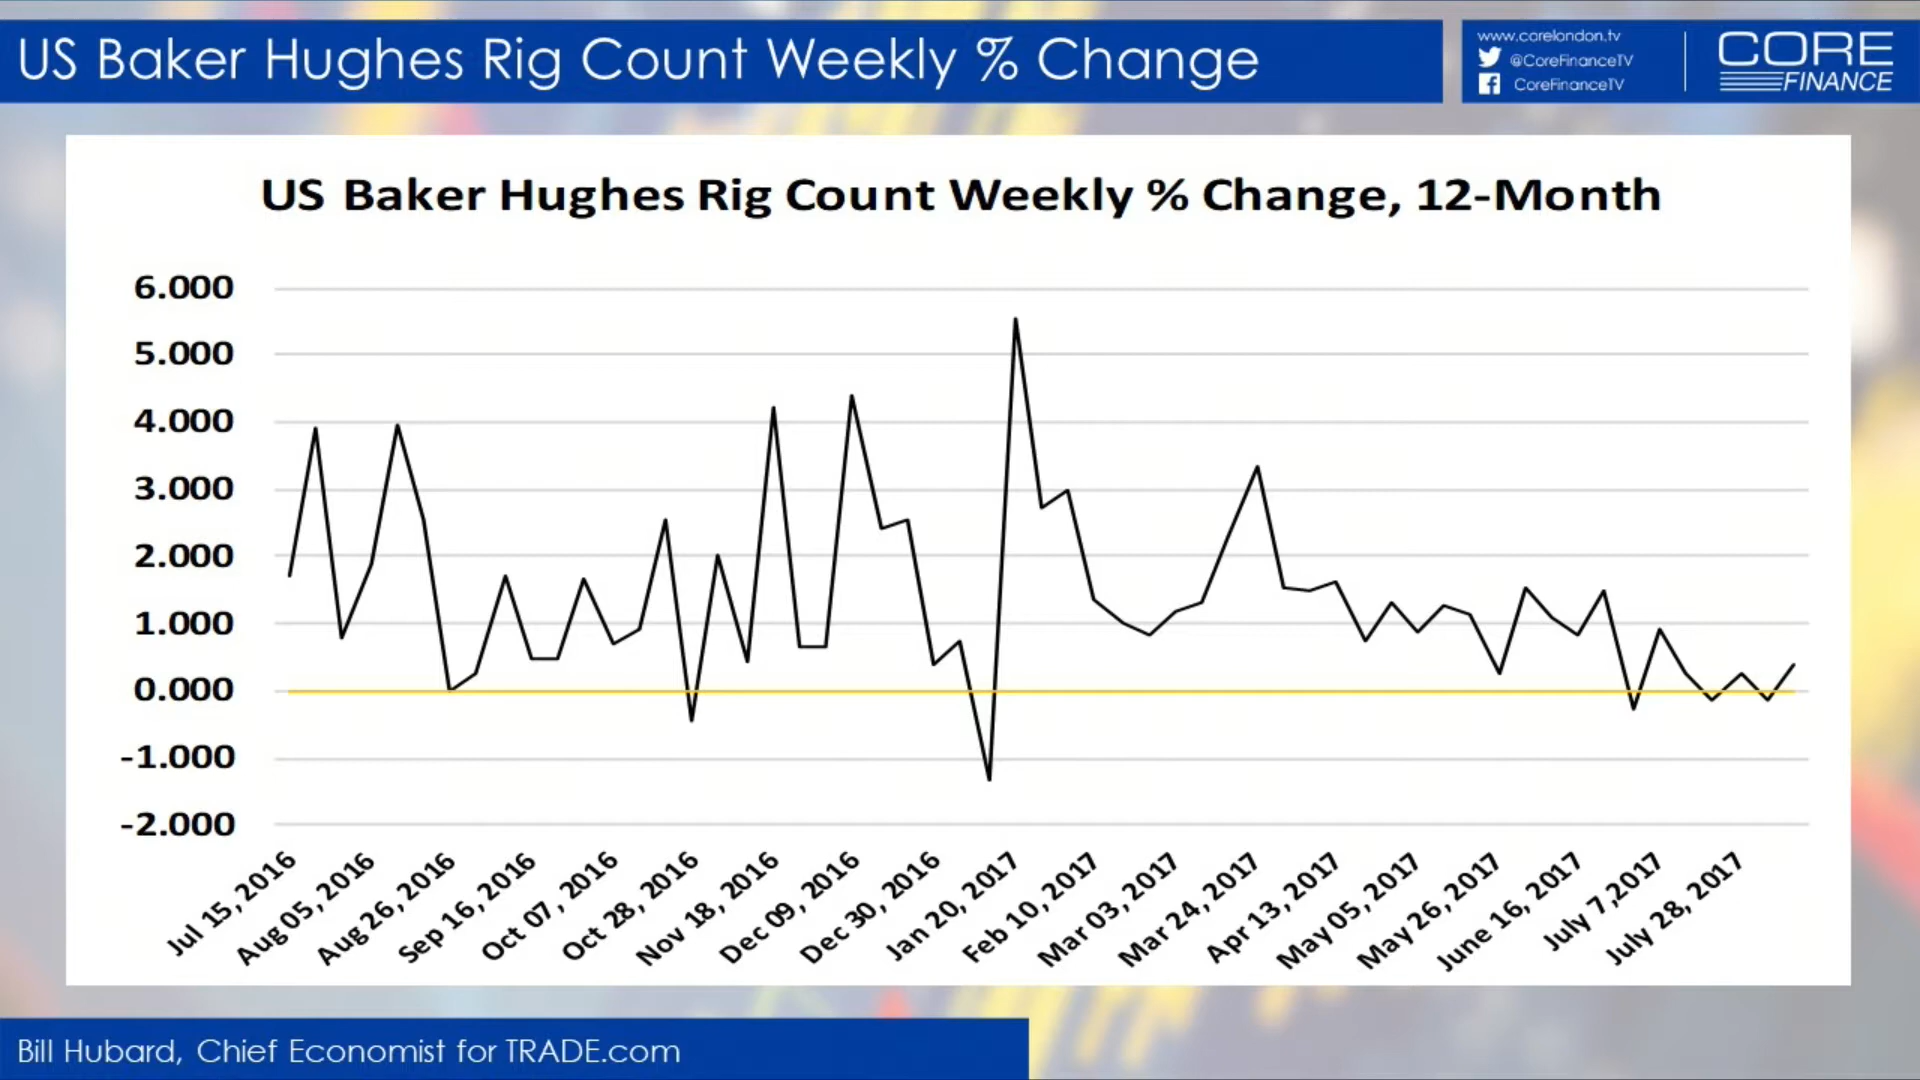 US Baker Hughes Rig Count Weekly % Change
www.corelondon.tv
@CoreFinanceTV
CoreFinanceTV
CORE
FINANCE
US Baker Hughes Rig Count Weekly % Change, 12-Month
6.000
5.000
4.000
3.000
2.000
1.000
0.000
-1.000
-2.000
Jul 15, 2016
Aug 05, 2016
Aug 26, 2016
Sep 16, 2016
Oct 07, 2016
Oct 28, 2016
Nov 18, 2016
Dec 09, 2016
Dec 30, 2016
Jan 20, 2017
Feb 10, 2017
Mar 03, 2017
Mar 24, 2017
Apr 13, 2017
May 05, 2017
May 26, 2017
June 16, 2017
July 7,2017
July 28, 2017
Bill Hubard, Chief Economist for TRADE.com